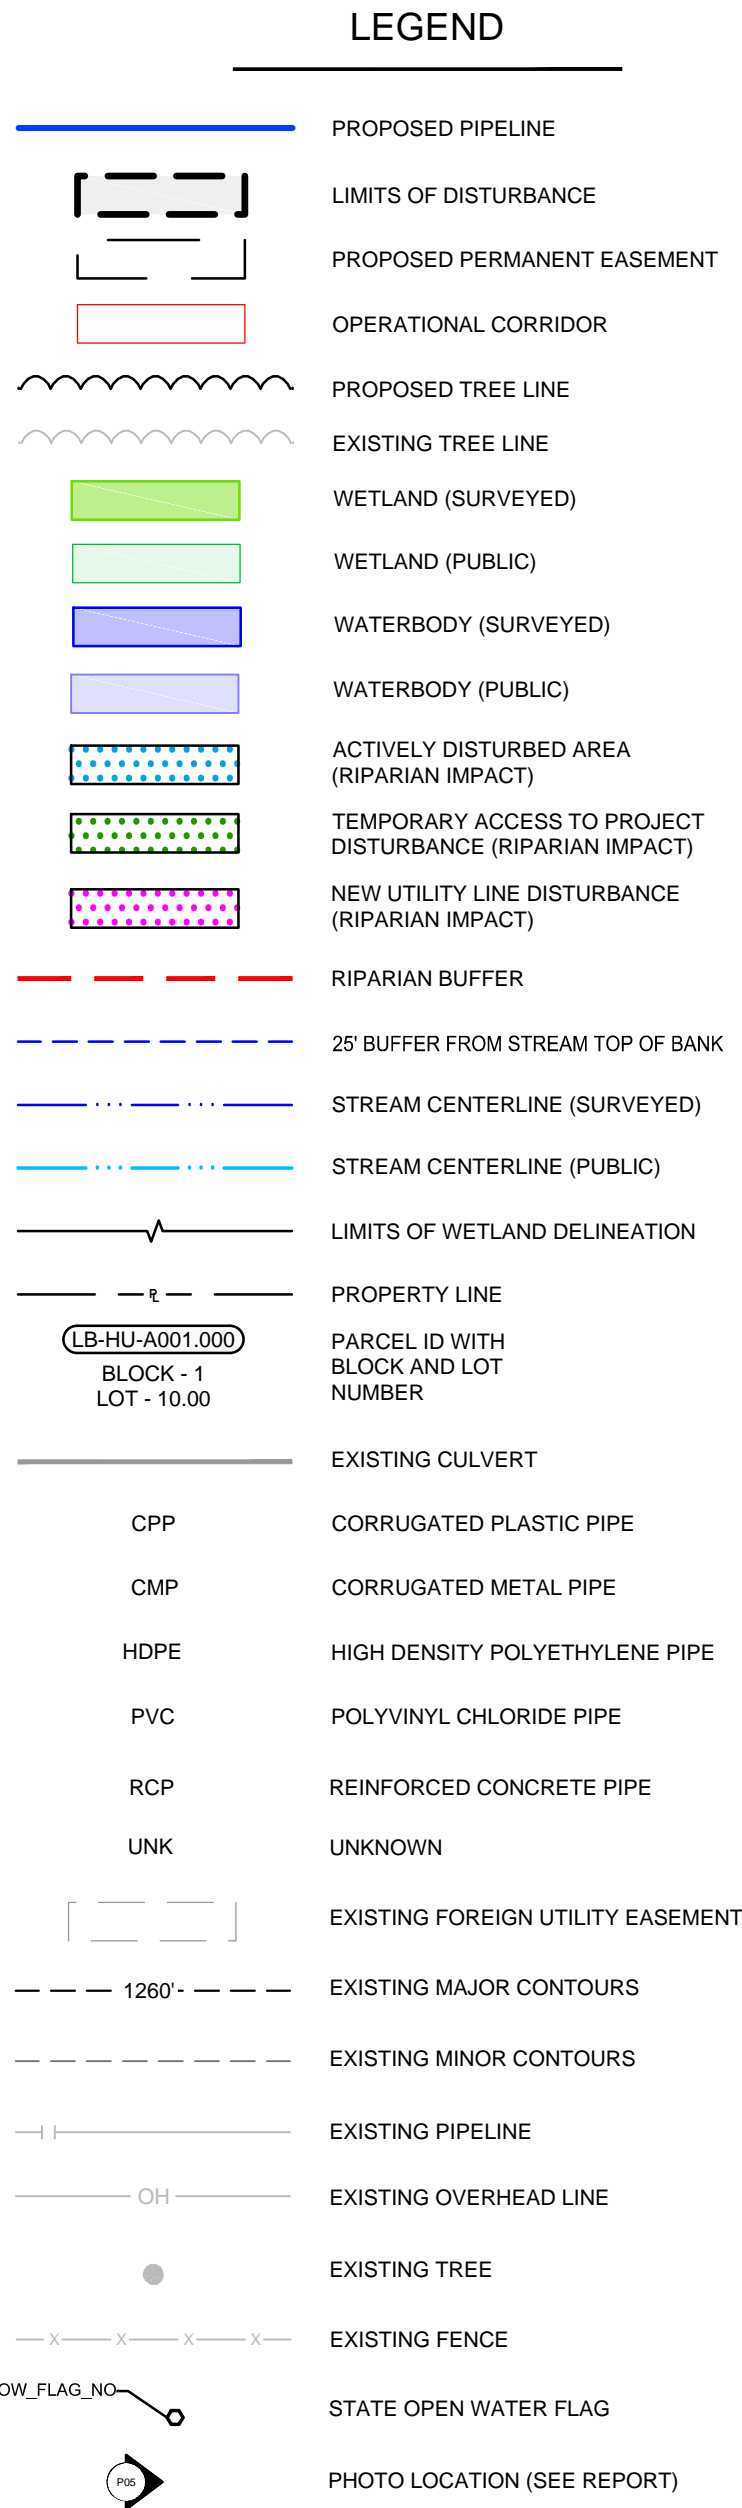 LEGEND
PROPOSED PIPELINE
LIMITS OF DISTURBANCE
PROPOSED PERMANENT EASEMENT
OPERATIONAL CORRIDOR
PROPOSED TREE LINE
EXISTING TREE LINE
WETLAND (SURVEYED)
WETLAND (PUBLIC)
WATERBODY (SURVEYED)
WATERBODY (PUBLIC)
ACTIVELY DISTURBED AREA
(RIPARIAN IMPACT)
TEMPORARY ACCESS TO PROJECT
DISTURBANCE (RIPARIAN IMPACT)
NEW UTILITY LINE DISTURBANCE
(RIPARIAN IMPACT)
RIPARIAN BUFFER
25' BUFFER FROM STREAM TOP OF BANK
STREAM CENTERLINE (SURVEYED)
STREAM CENTERLINE (PUBLIC)
LIMITS OF WETLAND DELINEATION
PL PROPERTY LINE
LB-HU-A001.000
BLOCK - 1
LOT - 10.00
PARCEL ID WITH
BLOCK AND LOT
NUMBER
EXISTING CULVERT
CPP CORRUGATED PLASTIC PIPE
CMP CORRUGATED METAL PIPE
HDPE HIGH DENSITY POLYETHYLENE PIPE
PVC POLYVINYL CHLORIDE PIPE
RCP REINFORCED CONCRETE PIPE
UNK UNKNOWN
EXISTING FOREIGN UTILITY EASEMENT
1260' EXISTING MAJOR CONTOURS
EXISTING MINOR CONTOURS
EXISTING PIPELINE
OH EXISTING OVERHEAD LINE
EXISTING TREE
X X X X EXISTING FENCE
OW_FLAG_NO STATE OPEN WATER FLAG
P05 PHOTO LOCATION (SEE REPORT)